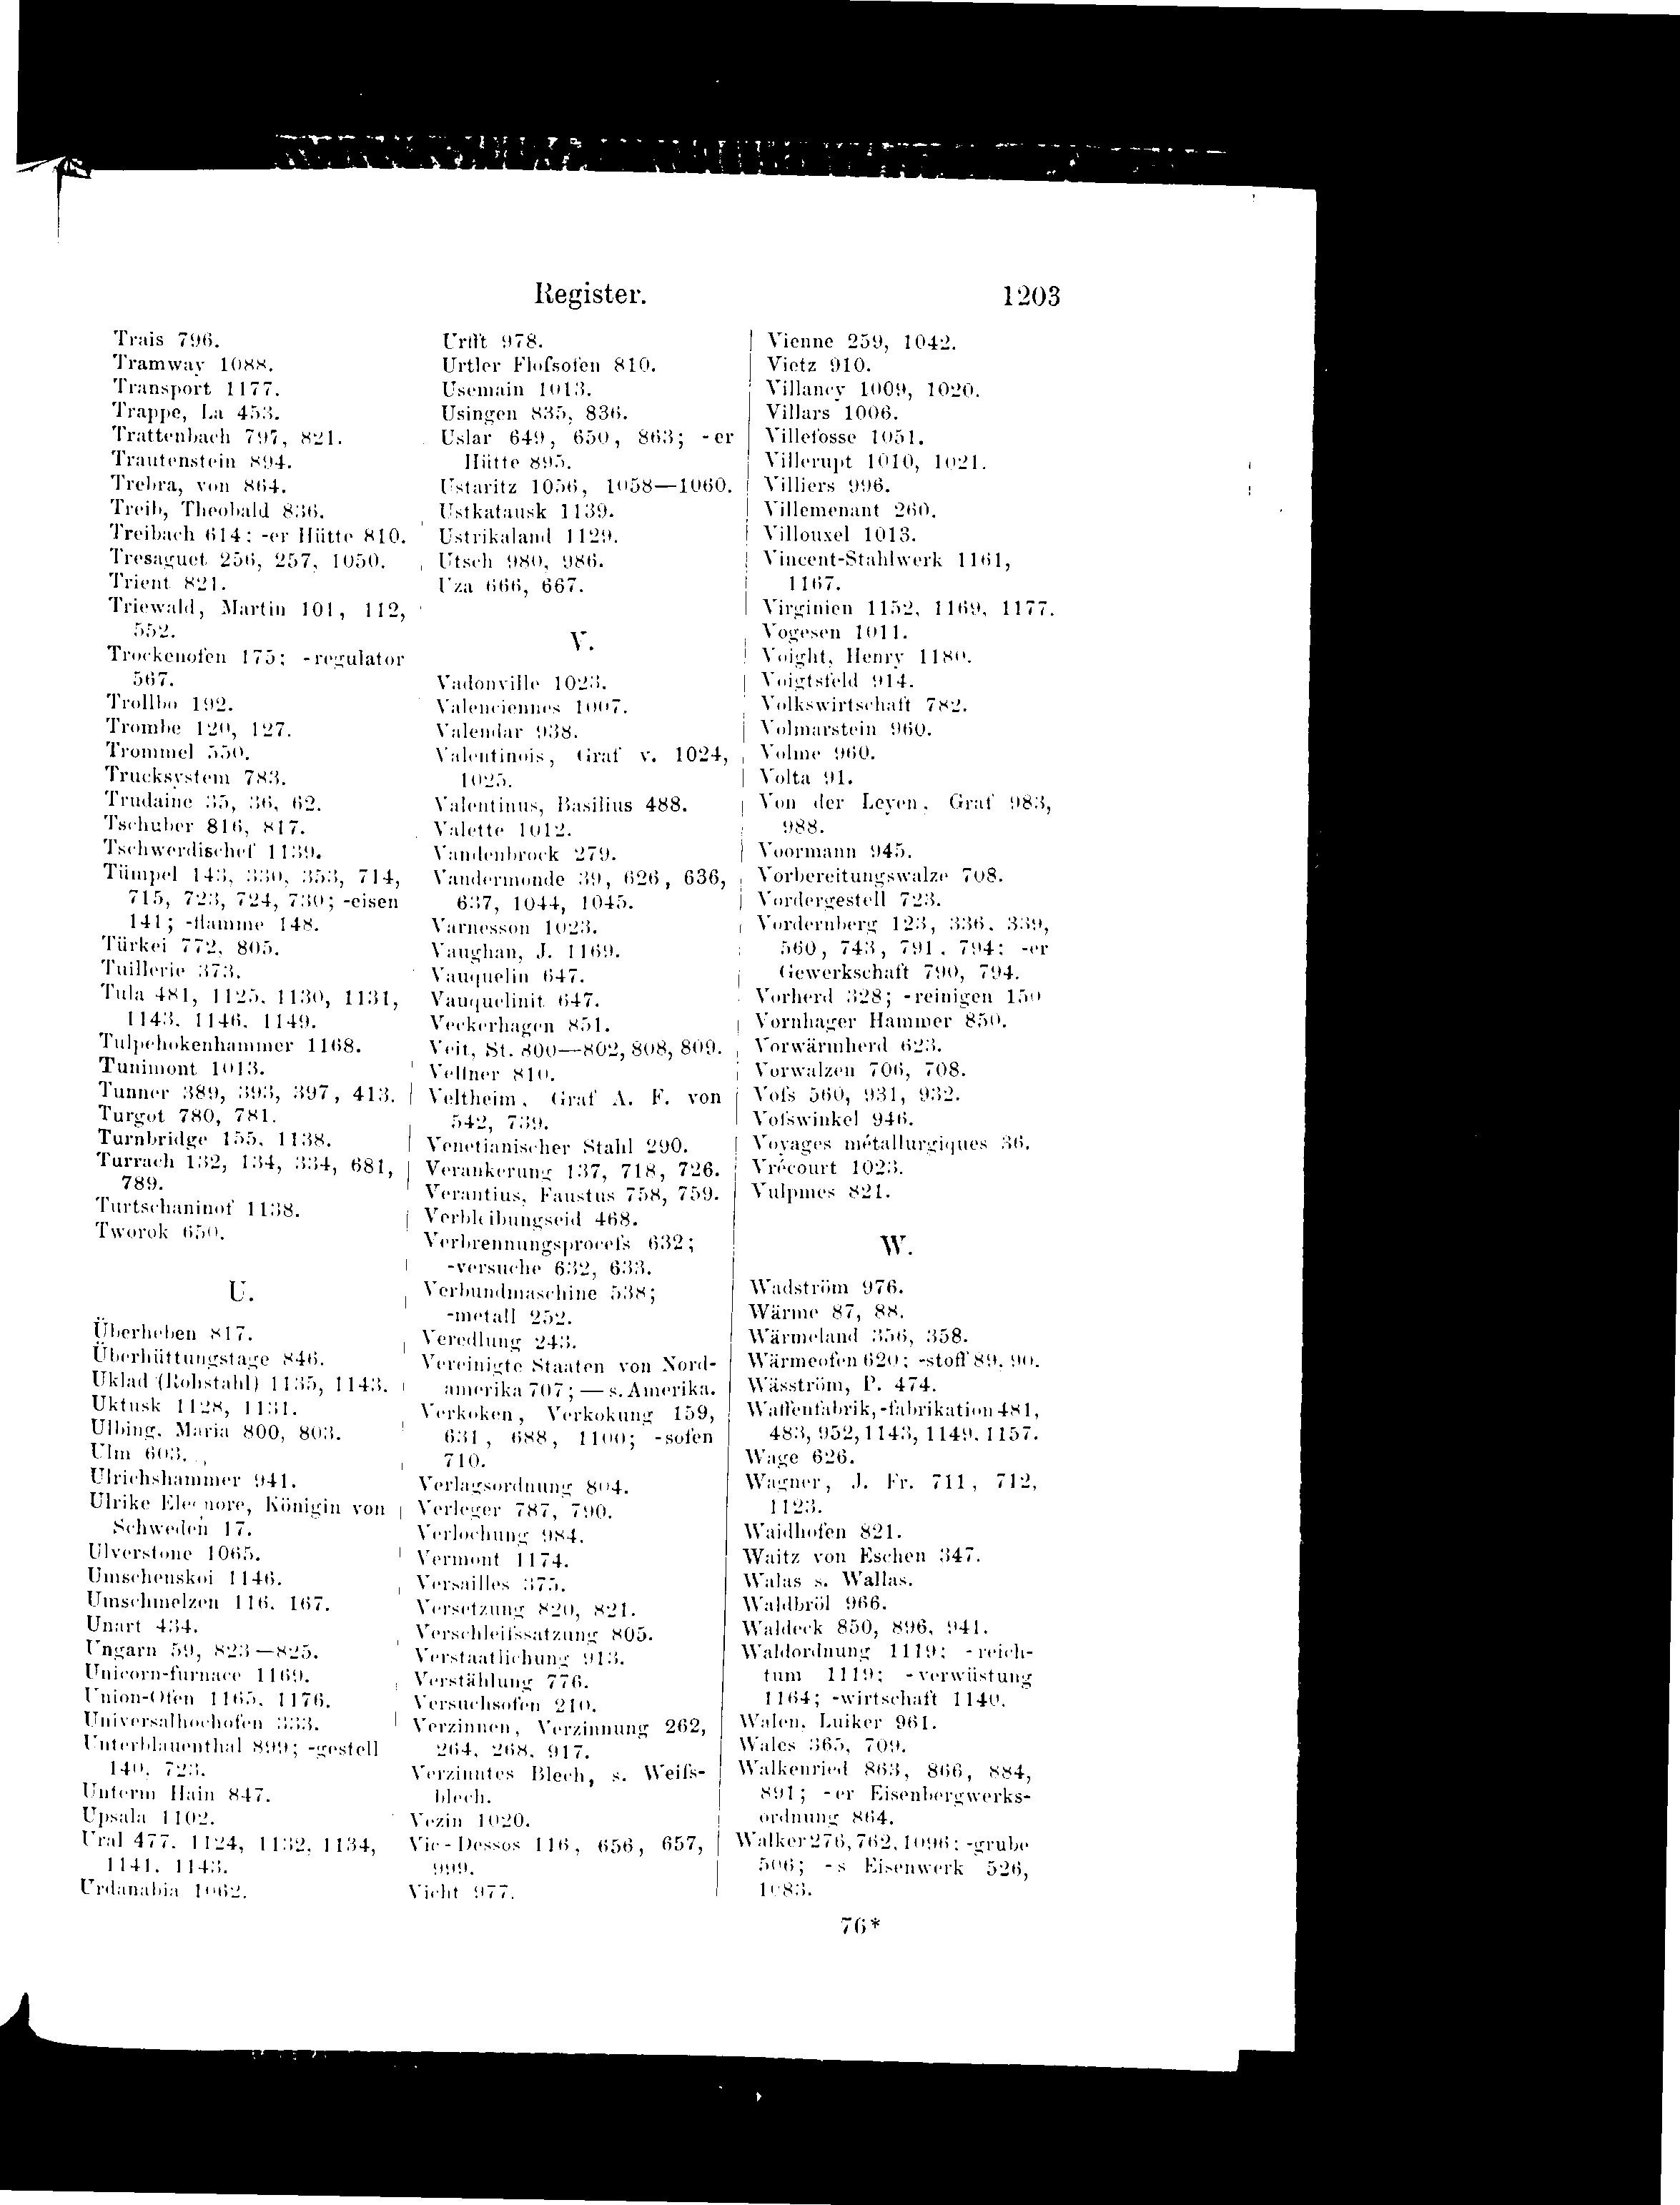 Register.
1203
Trais 796.
Tramway 1088.
Transport 1177.
Trappe, La 453.
Trattenbach 797, 821.
Trautenstein 894.
Trebra, von 864.
Treib, Theobald 836.
Treibach 614; -er Hütte 810.
Tresaguet 256, 257, 1050.
Trient 821.
Triewald, Martin 101, 112,
552.
Trockenofen 175; -regulator
567.
Trollbo 192.
Trombe 120, 127.
Trommel 550.
Trucksystem 783.
Trudaine 35, 36, 62.
Tschuber 816, 817.
Tschwerdischef 1139.
Tümpel 143, 330, 353, 714,
715, 723, 724, 730; -eisen
141; -flamme 148.
Türkei 772, 805.
Tuillerie 373.
Tula 481, 1125, 1130, 1131,
1143, 1146, 1149.
Tulpehokenhammer 1168.
Tunimont 1013.
Tunner 389, 393, 397, 413.
Turgot 780, 781.
Turnbridge 155, 1138.
Turrach 132, 134, 334, 681,
789.
Turtschaninof 1138.
Tworok 650.
U.
Überheben 817.
Überhüttungstage 846.
Uklad (Rohstahl) 1135, 1143.
Uktusk 1128, 1131.
Ulbing, Maria 800, 803.
Ulm 603.
Ulrichshammer 941.
Ulrike Eleonore, Königin von
Schweden 17.
Ulverstone 1065.
Umschenskoi 1146.
Umschmelzen 116, 167.
Unart 434.
Ungarn 59, 823—825.
Unicorn-furnace 1169.
Union-Ofen 1165, 1176.
Universalhochofen 333.
Unterblauenthal 899; -gestell
140, 723.
Unterm Hain 847.
Upsala 1102.
Ural 477, 1124, 1132, 1134,
1141, 1143.
Urdanabia 1062.
Urfft 978.
Urtler Floſsofen 810.
Usemain 1013.
Usingen 835, 836.
Uslar 649, 650, 863; -er
Hütte 895.
Ustaritz 1056, 1058—1060.
Ustkatausk 1139.
Ustrikaland 1129.
Utsch 980, 986.
Uza 666, 667.
V.
Vadonville 1023.
Valenciennes 1007.
Valendar 938.
Valentinois, Graf v. 1024,
1025.
Valentinus, Basilius 488.
Valette 1012.
Vandenbrock 279.
Vandermonde 39, 626, 636,
637, 1044, 1045.
Varnesson 1023.
Vaughan, J. 1169.
Vauquelin 647.
Vauquelinit 647.
Veckerhagen 851.
Veit, St. 800—802, 808, 809.
Vellner 810.
Veltheim, Graf A. F. von
542, 739.
Venetianischer Stahl 290.
Verankerung 137, 718, 726.
Verantius, Faustus 758, 759.
Verbleibungseid 468.
Verbrennungsproceſs 632;
-versuche 632, 633.
Verbundmaschine 538;
-metall 252.
Veredlung 243.
Vereinigte Staaten von Nord-
amerika 707; — s. Amerika.
Verkoken, Verkokung 159,
631, 688, 1100; -sofen
710.
Verlagsordnung 804.
Verleger 787, 790.
Verlochung 984.
Vermont 1174.
Versailles 375.
Versetzung 820, 821.
Verschleiſssatzung 805.
Verstaatlichung 913.
Verstählung 776.
Versuchsofen 210.
Verzinnen, Verzinnung 262,
264, 268, 917.
Verzinntes Blech, s. Weiſs-
blech.
Vezin 1020.
Vic-Dessos 116, 656, 657,
999.
Vicht 977.
Vienne 259, 1042.
Vietz 910.
Villancy 1009, 1020.
Villars 1006.
Villefosse 1051.
Villerupt 1010, 1021.
Villiers 996.
Villemenant 260.
Villouxel 1013.
Vincent-Stahlwerk 1161,
1167.
Virginien 1152, 1169, 1177.
Vogesen 1011.
Voight, Henry 1180.
Voigtsfeld 914.
Volkswirtschaft 782.
Volmarstein 960.
Volme 960.
Volta 91.
Von der Leyen, Graf 983,
988.
Voormann 945.
Vorbereitungswalze 708.
Vordergestell 723.
Vordernberg 123, 336, 339,
560, 743, 791, 794; -er
Gewerkschaft 790, 794.
Vorherd 328; -reinigen 150
Vornhager Hammer 850.
Vorwärmherd 623.
Vorwalzen 706, 708.
Voſs 560, 931, 932.
Voſswinkel 946.
Voyages métallurgiques 36.
Vrécourt 1023.
Vulpmes 821.
W.
Wadström 976.
Wärme 87, 88.
Wärmeland 356, 358.
Wärmeofen 620; -stoff 89, 90.
Wäsström, P. 474.
Waffenfabrik, -fabrikation 481,
483, 952, 1143, 1149, 1157.
Wage 626.
Wagner, J. Fr. 711, 712,
1123.
Waidhofen 821.
Waitz von Eschen 347.
Walas s. Wallas.
Waldbröl 966.
Waldeck 850, 896, 941.
Waldordnung 1119; -reich-
tum 1119; -verwüstung
1164; -wirtschaft 1140.
Walen, Luiker 961.
Wales 365, 709.
Walkenried 863, 866, 884,
891; -er Eisenbergwerks-
ordnung 864.
Walker 276, 762, 1096; -grube
506; -s Eisenwerk 526,
1083.
76*